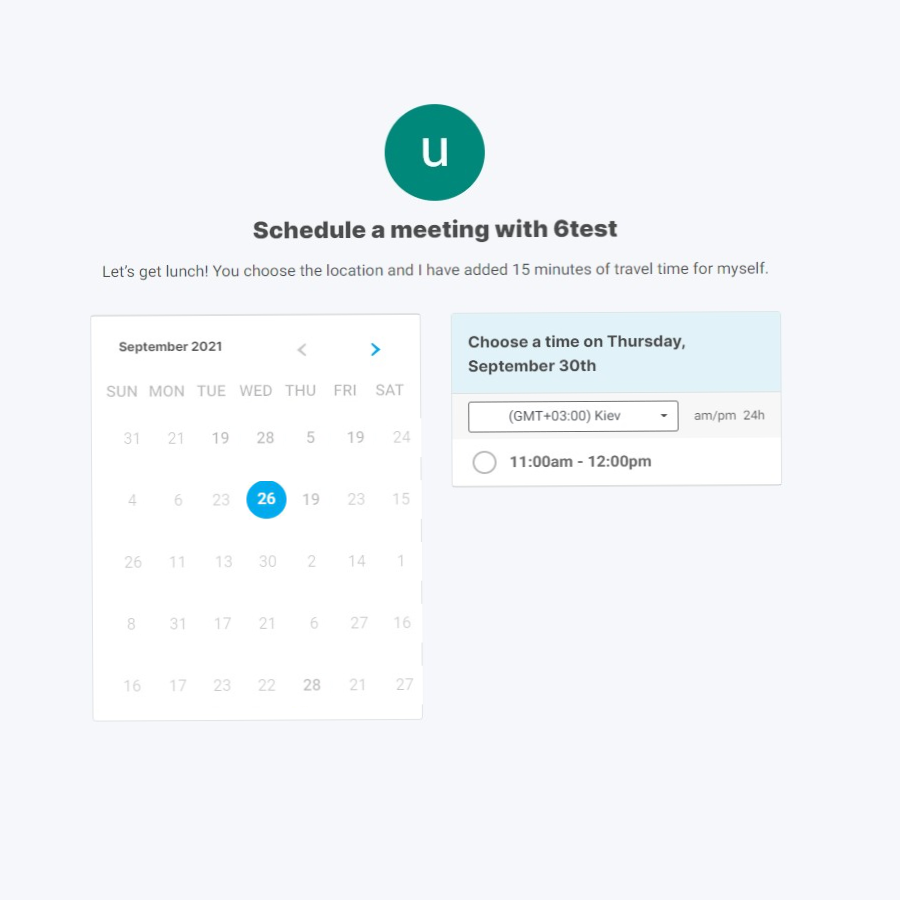 u
Schedule a meeting with 6test
Let's get lunch! You choose the location and I have added 15 minutes of travel time for myself.
September 2021
SUN MON TUE WED THU FRI SAT
31 21 19 28 5 19 24
4 6 23 26 19 23 15
26 11 13 30 2 14 1
8 31 17 21 6 27 16
16 17 23 22 28 21 27
Choose a time on Thursday,
September 30th
(GMT+03:00) Kiev am/pm 24h
11:00am - 12:00pm